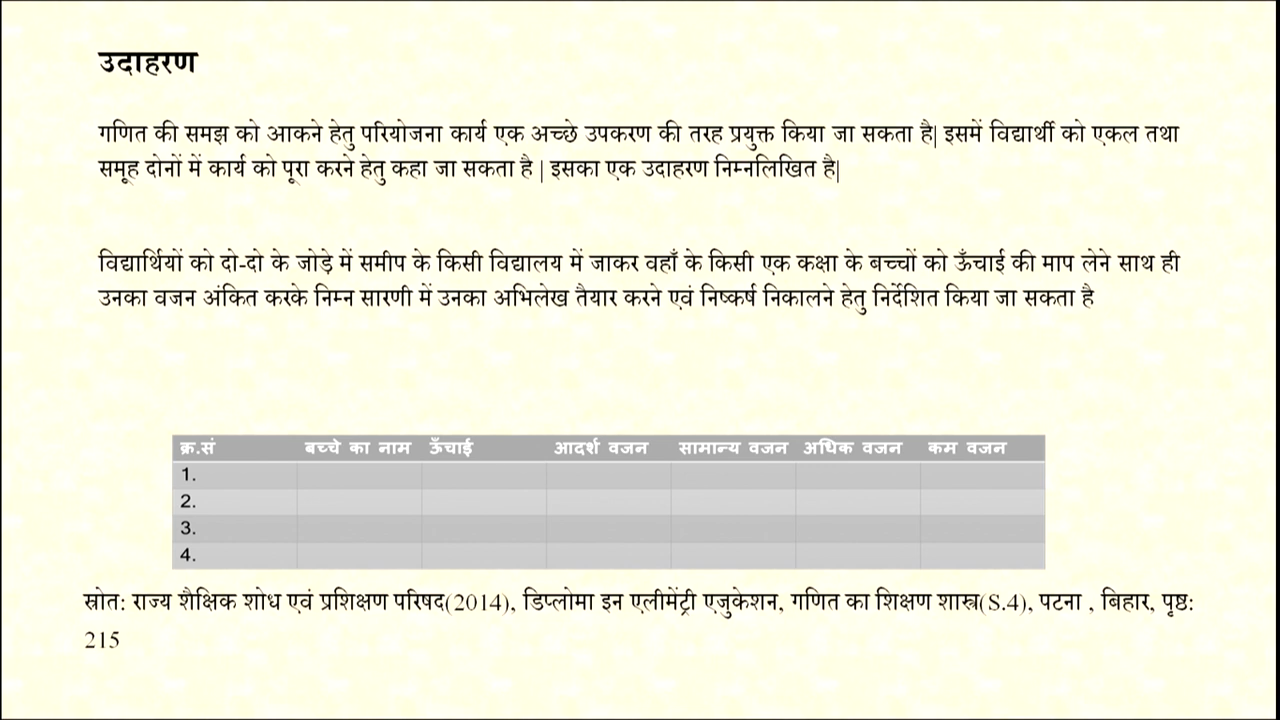 उदाहरण
गणित की समझ को आकने हेतु परियोजना कार्य एक अच्छे उपकरण की तरह प्रयुक्त किया जा सकता है| इसमें विद्यार्थी को एकल तथा
समूह दोनों में कार्य को पूरा करने हेतु कहा जा सकता है | इसका एक उदाहरण निम्नलिखित है|
विद्यार्थियों को दो-दो के जोड़े में समीप के किसी विद्यालय में जाकर वहाँ के किसी एक कक्षा के बच्चों को ऊँचाई की माप लेने साथ ही
उनका वजन अंकित करके निम्न सारणी में उनका अभिलेख तैयार करने एवं निष्कर्ष निकालने हेतु निर्देशित किया जा सकता है
क्र.सं बच्चे का नाम ऊँचाई आदर्श वजन सामान्य वजन अधिक वजन कम वजन
1.
2.
3.
4.
स्रोत: राज्य शैक्षिक शोध एवं प्रशिक्षण परिषद(2014), डिप्लोमा इन एलीमेंट्री एजुकेशन, गणित का शिक्षण शास्त्र(S.4), पटना , बिहार, पृष्ठ:
215